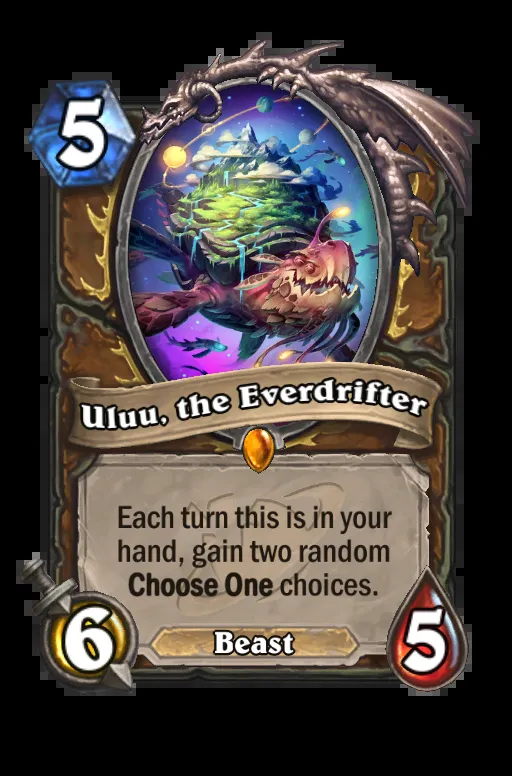 5
Uluu, the Everdrifter
Each turn this is in your
hand, gain two random
Choose One choices.
6
Beast
5